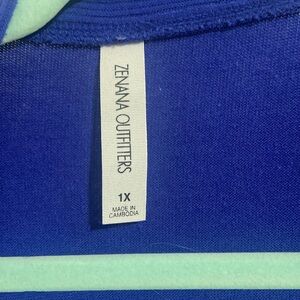 ZENANA OUTFITTERS
1X
MADE IN
CAMBODIA